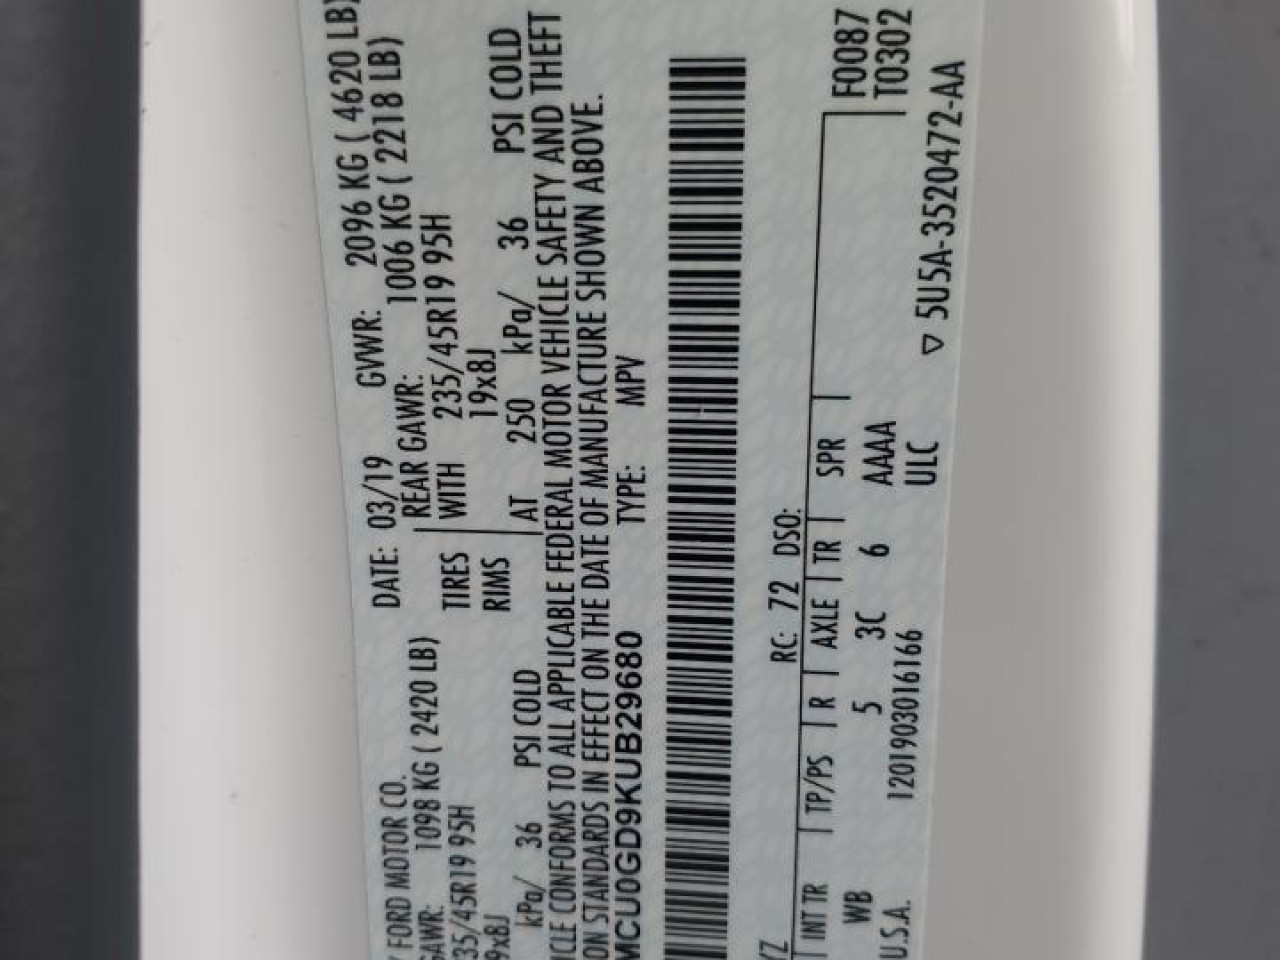 FORD MOTOR CO.
DATE: 03/19 GVWR: 2096 KG ( 4620 LB)
GAWR: 1098 KG ( 2420 LB) REAR GAWR: 1006 KG ( 2218 LB)
35/45R19 95H TIRES WITH 235/45R19 95H
9x8J RIMS 19x8J
kPa/ 36 PSI COLD AT 250 kPa/ 36 PSI COLD
ICLE CONFORMS TO ALL APPLICABLE FEDERAL MOTOR VEHICLE SAFETY AND THEFT
ON STANDARDS IN EFFECT ON THE DATE OF MANUFACTURE SHOWN ABOVE.
MCU0GD9KUB29680 TYPE: MPV
YZ RC: 72 DSO:
INT TR TP/PS R AXLE TR SPR F0087
WB 5 3C 6 AAAA T0302
U.S.A. 1201903016166 ULC
▽ 5U5A-3520472-AA